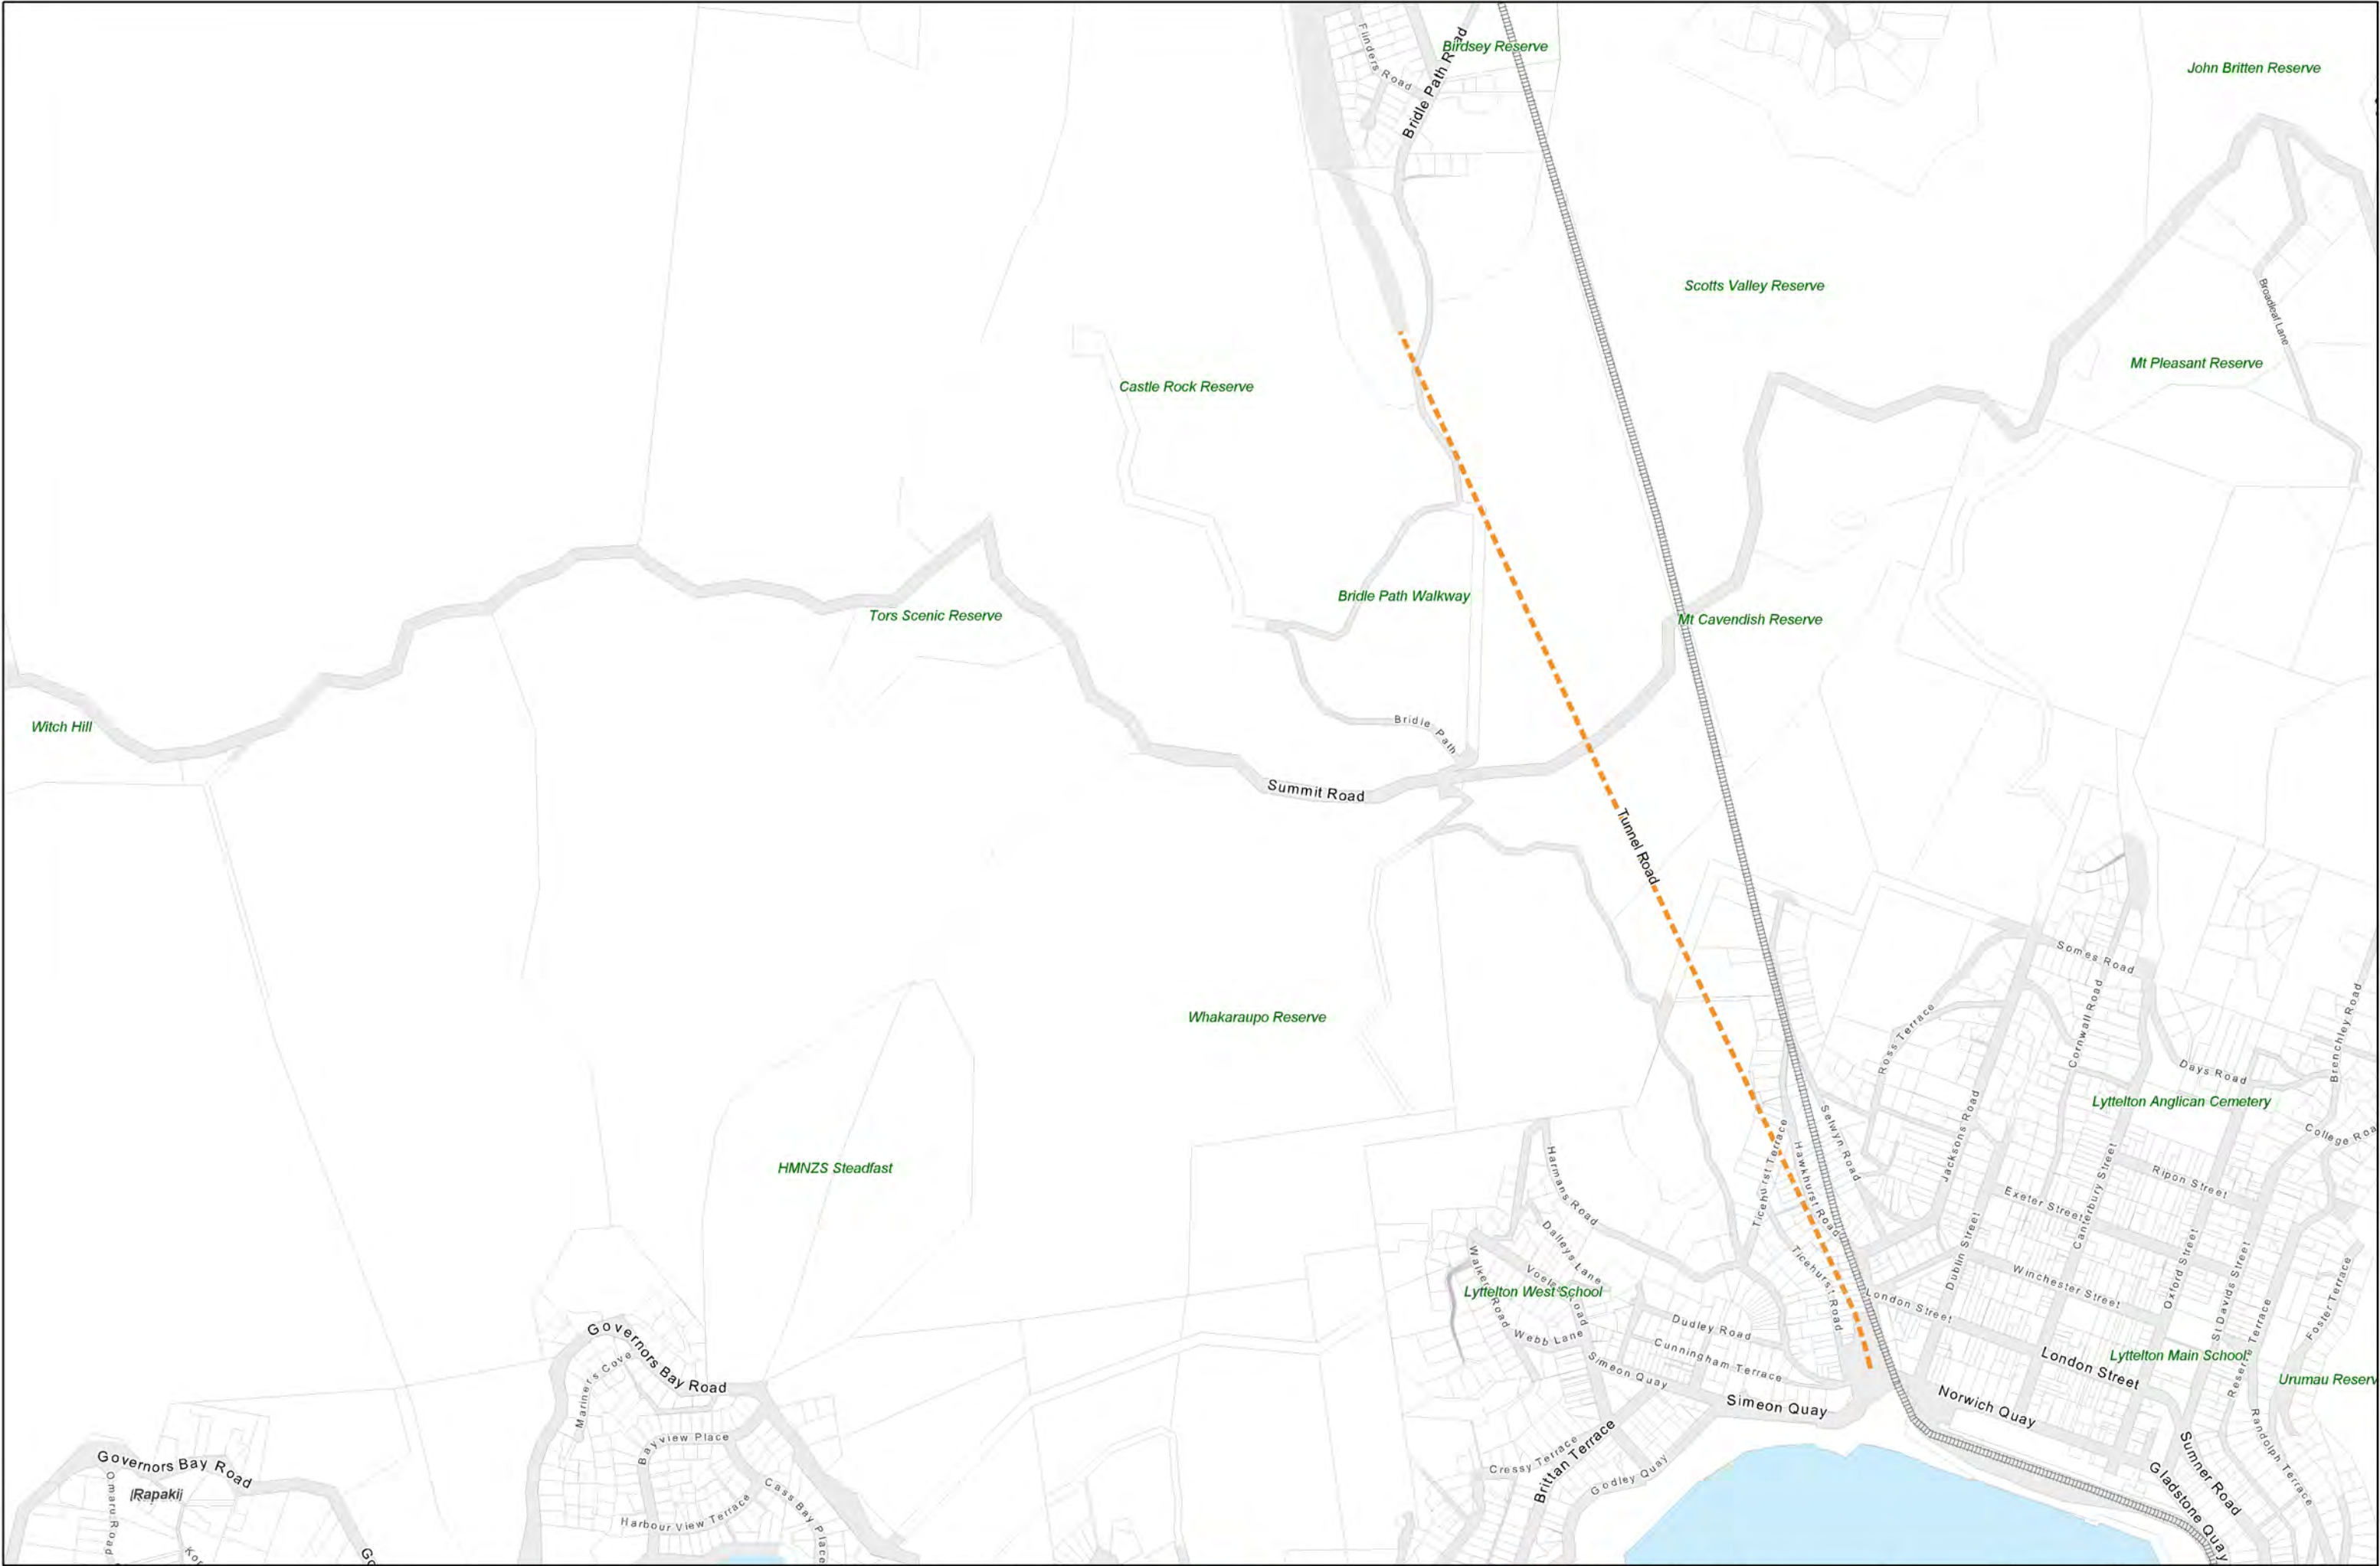 Flinders Road
Bridle Path Road
Birdsey Reserve
John Britten Reserve
Scotts Valley Reserve
Broadleaf Lane
Mt Pleasant Reserve
Castle Rock Reserve
Bridle Path Walkway
Tors Scenic Reserve
Mt Cavendish Reserve
Witch Hill
Bridle Path
Summit Road
Tunnel Road
Somes Road
Cornwall Road
Brenchley Road
Ross Terrace
Whakaraupo Reserve
Days Road
Lyttelton Anglican Cemetery
Selwyn Road
Jacksons Road
College Roa
Ticehurst Terrace
Hawkhurst Road
Canterbury Street
Ripon Street
HMNZS Steadfast
Harmans Road
Exeter Street
Dalleys Lane
Dublin Street
Oxford Street
St Davids Street
Foster Terrace
Walkers Road
Voelas Road
Lyttelton West School
Ticehurst Road
Winchester Street
London Street
Reserve Terrace
Webb Lane
Dudley Road
Governors Bay Road
Mariners Cove
Simeon Quay
Cunningham Terrace
London Street
Lyttelton Main School
Urumau Reserv
Simeon Quay
Norwich Quay
Randolph Terrace
Bayview Place
Governors Bay Road
Omaru Road
Rapaki
Cressy Terrace
Brittan Terrace
Godley Quay
Sumner Road
Gladstone Quay
Cass Bay Place
Harbour View Terrace
Kor
Go